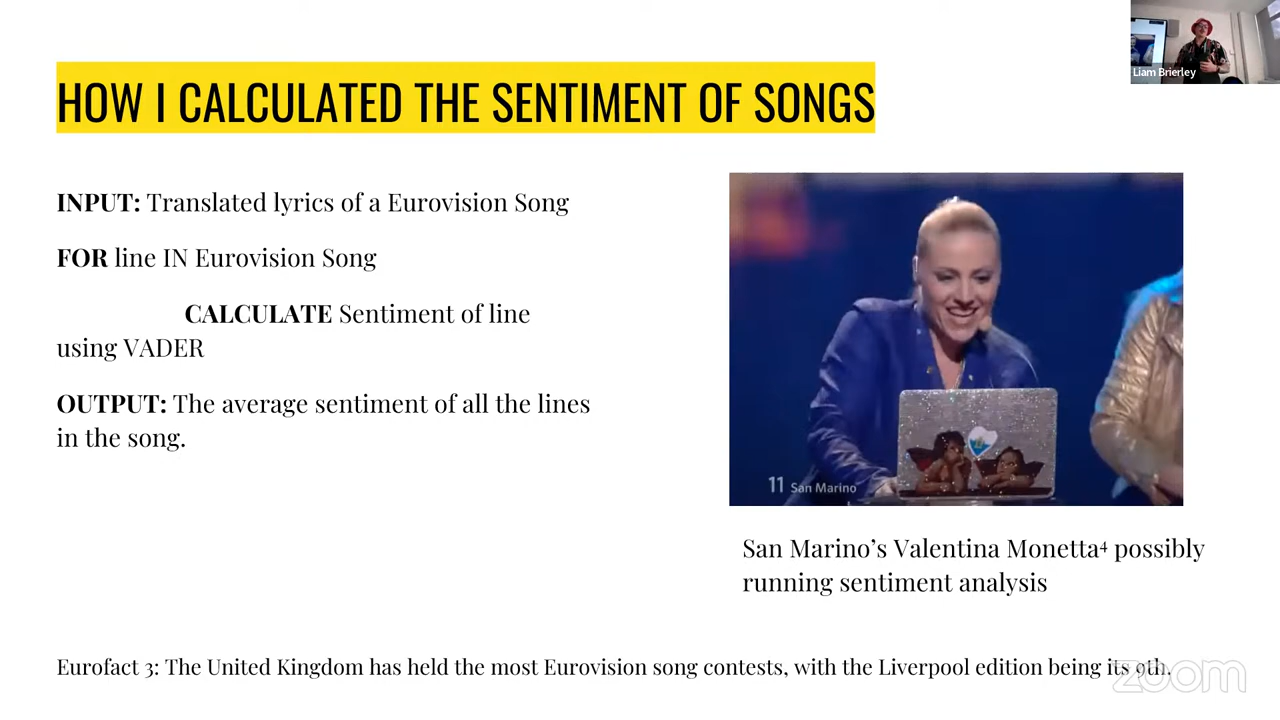 Liam Brierley
HOW I CALCULATED THE SENTIMENT OF SONGS
INPUT: Translated lyrics of a Eurovision Song
FOR line IN Eurovision Song
CALCULATE Sentiment of line
using VADER
OUTPUT: The average sentiment of all the lines
in the song.
11 San Marino
San Marino’s Valentina Monetta⁴ possibly
running sentiment analysis
Eurofact 3: The United Kingdom has held the most Eurovision song contests, with the Liverpool edition being its 9th.
zoom